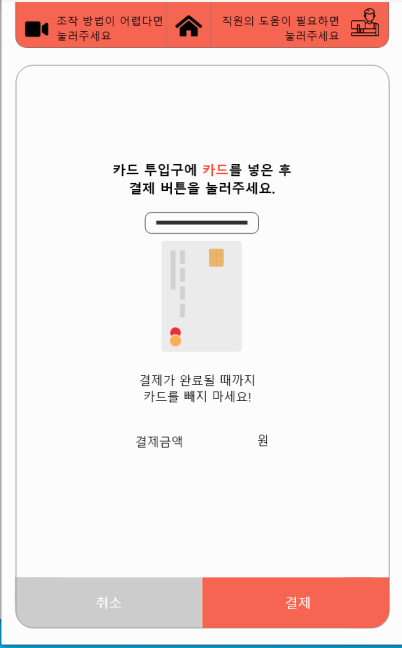 조작 방법이 어렵다면
눌러주세요
직원의 도움이 필요하면
눌러주세요
카드 투입구에 카드를 넣은 후
결제 버튼을 눌러주세요.
결제가 완료될 때까지
카드를 빼지 마세요!
결제금액 원
취소 결제